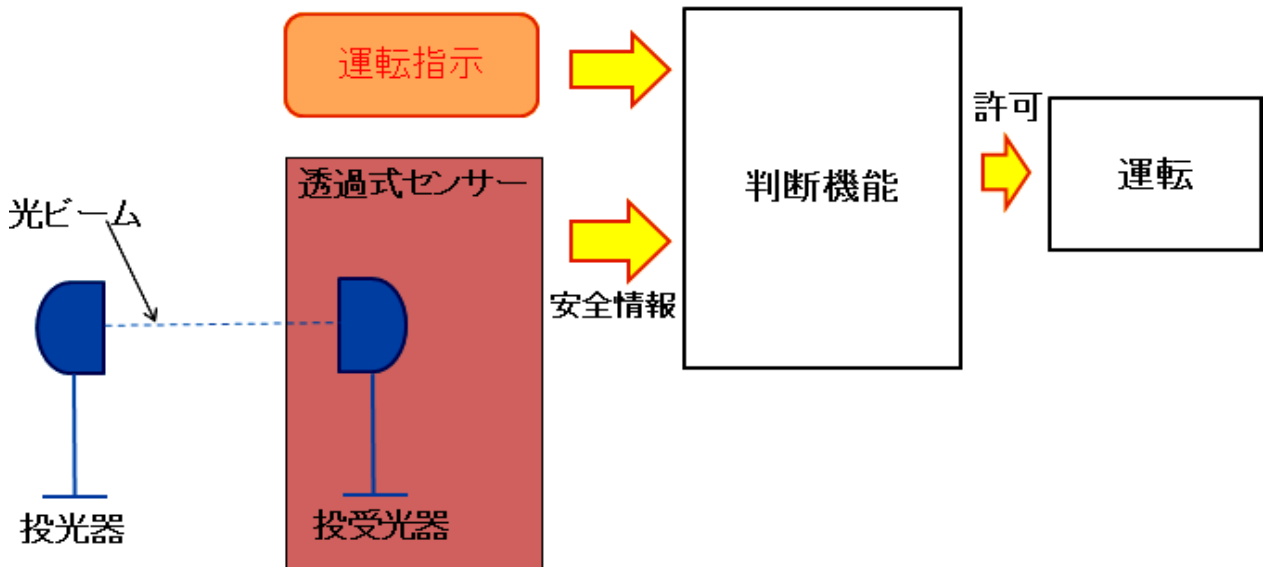 運転指示
許可
判断機能
運転
透過式センサー
光ビーム
安全情報
投光器
投受光器